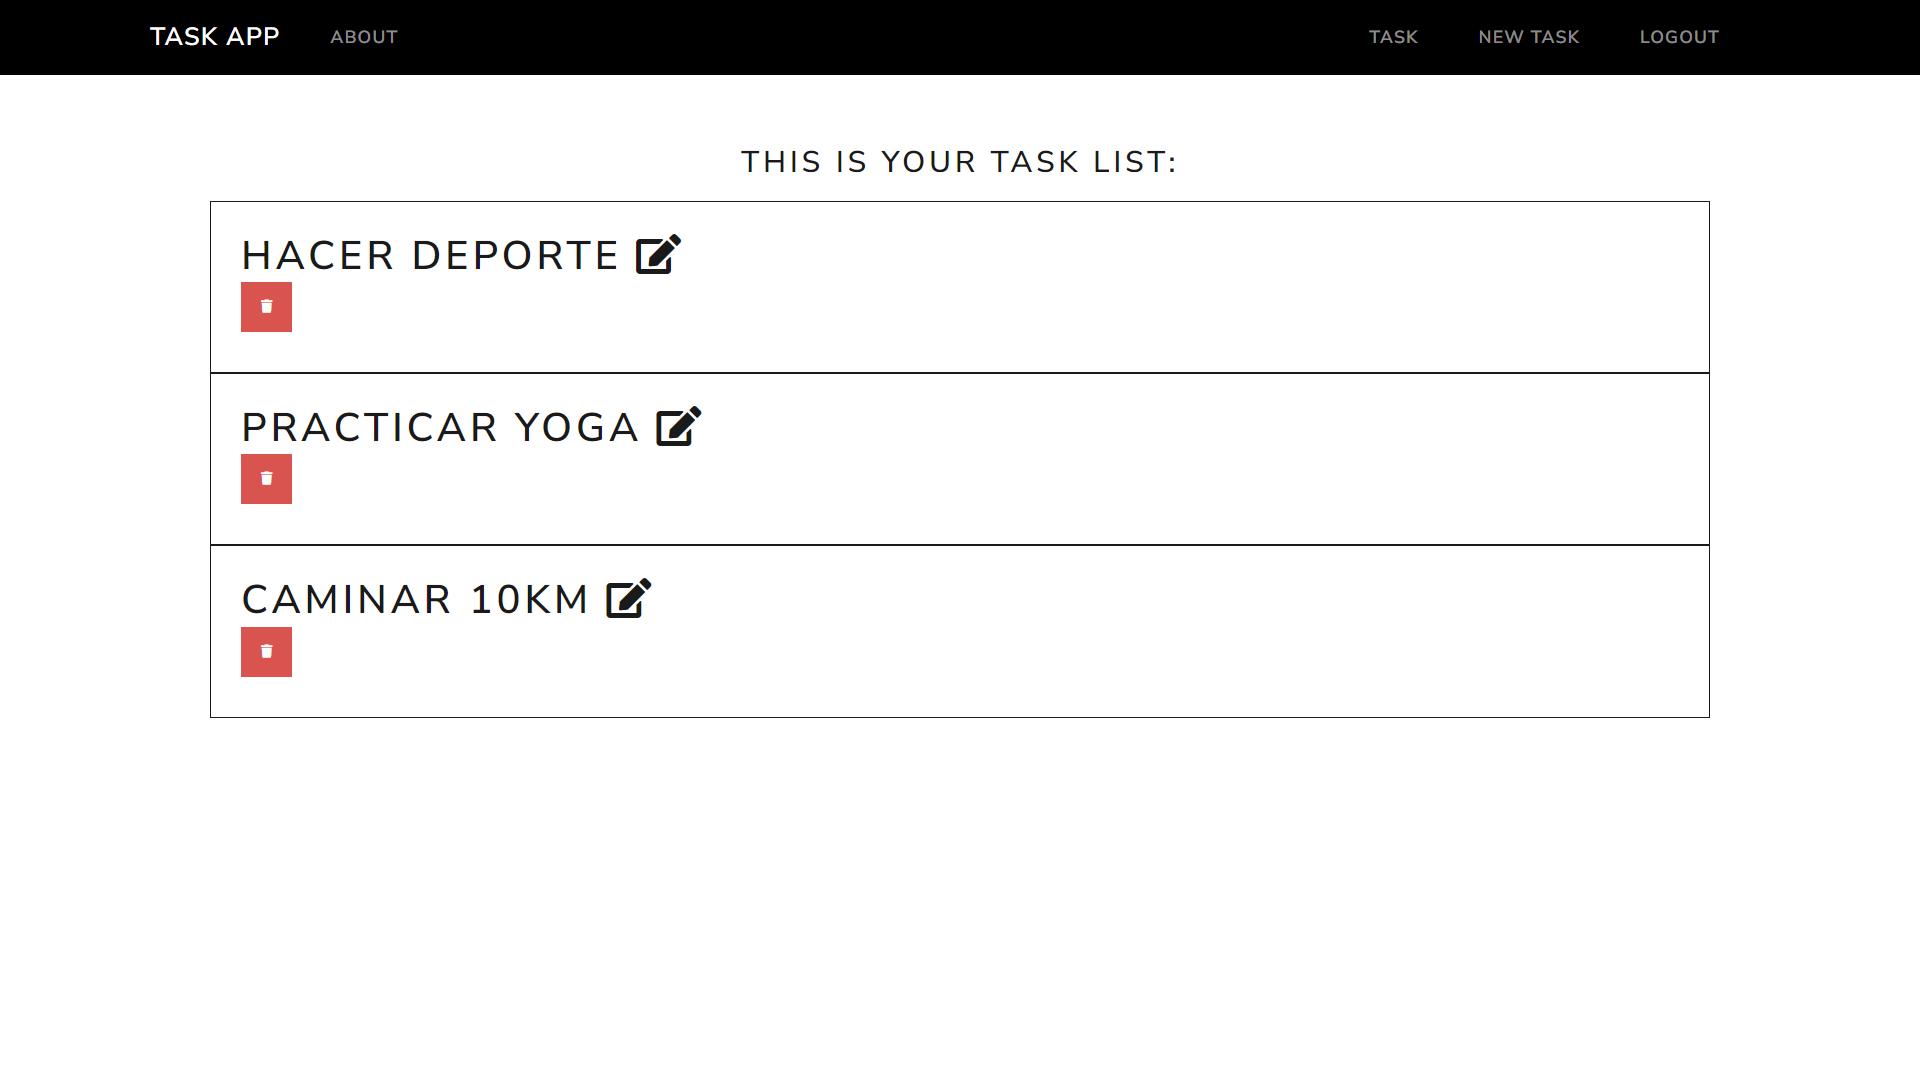 TASK APP ABOUT TASK NEW TASK LOGOUT
THIS IS YOUR TASK LIST:
HACER DEPORTE
PRACTICAR YOGA
CAMINAR 10KM